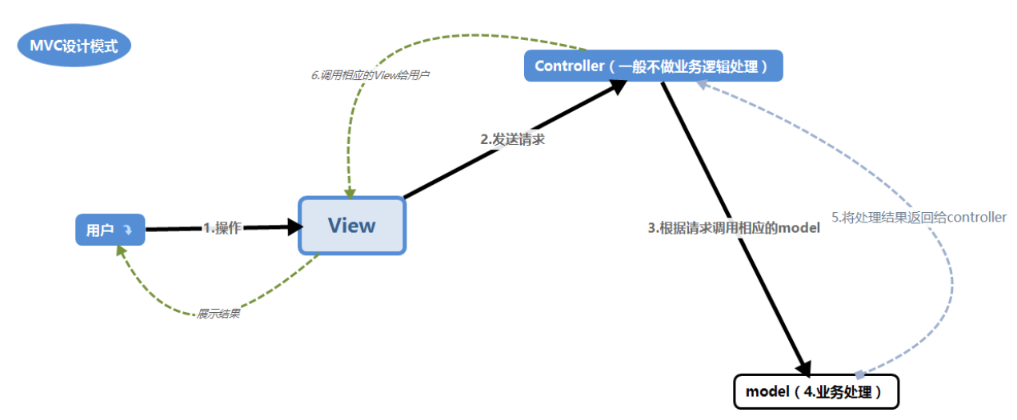 MVC设计模式
Controller（一般不做业务逻辑处理）
6.调用相应的View给用户
2.发送请求
用户
1.操作
View
3.根据请求调用相应的model
5.将处理结果返回给controller
展示结果
model（4.业务处理）